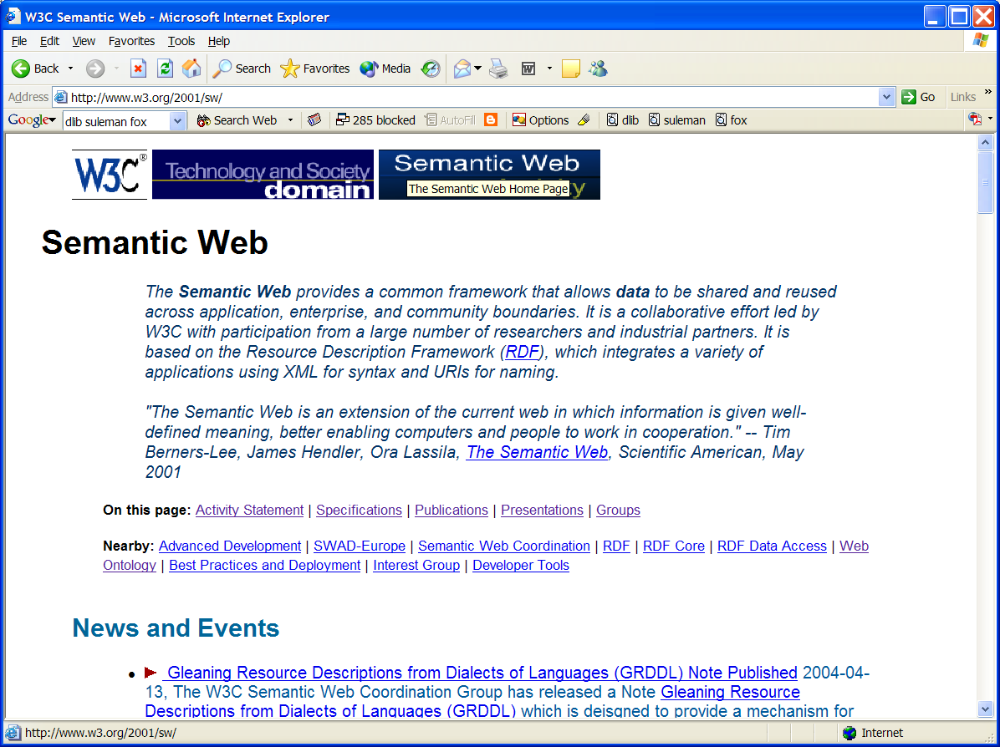 W3C Semantic Web - Microsoft Internet Explorer
File Edit View Favorites Tools Help
Back Search Favorites Media
Address http://www.w3.org/2001/sw/ Go Links »
Google dlib suleman fox Search Web 285 blocked AutoFill Options dlib suleman fox
W3C® Technology and Society Semantic Web
domain The Semantic Web Home Page
Semantic Web
The Semantic Web provides a common framework that allows data to be shared and reused
across application, enterprise, and community boundaries. It is a collaborative effort led by
W3C with participation from a large number of researchers and industrial partners. It is
based on the Resource Description Framework (RDF), which integrates a variety of
applications using XML for syntax and URIs for naming.
"The Semantic Web is an extension of the current web in which information is given well-
defined meaning, better enabling computers and people to work in cooperation." -- Tim
Berners-Lee, James Hendler, Ora Lassila, The Semantic Web, Scientific American, May
2001
On this page: Activity Statement | Specifications | Publications | Presentations | Groups
Nearby: Advanced Development | SWAD-Europe | Semantic Web Coordination | RDF | RDF Core | RDF Data Access | Web
Ontology | Best Practices and Deployment | Interest Group | Developer Tools
News and Events
• Gleaning Resource Descriptions from Dialects of Languages (GRDDL) Note Published 2004-04-
13, The W3C Semantic Web Coordination Group has released a Note Gleaning Resource
Descriptions from Dialects of Languages (GRDDL) which is deisgned to provide a mechanism for
http://www.w3.org/2001/sw/ Internet